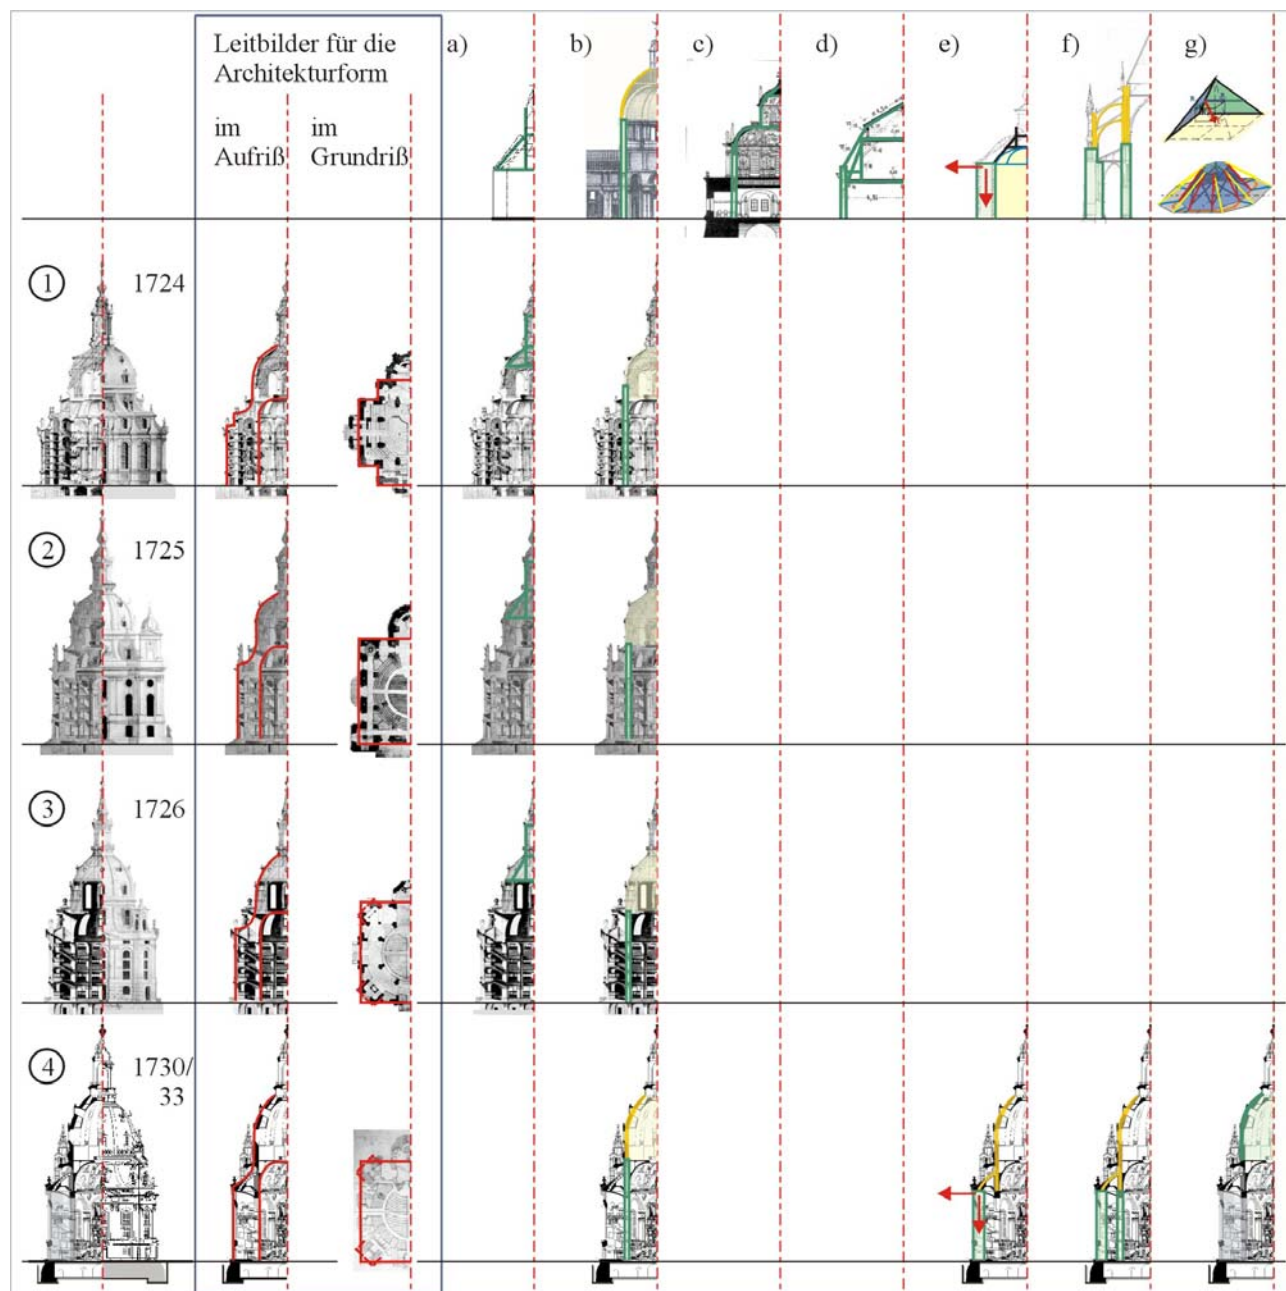 Leitbilder für die
Architekturform
im
Aufriß
im
Grundriß
a)
b)
c)
d)
e)
f)
g)
1
1724
2
1725
3
1726
4
1730/
33